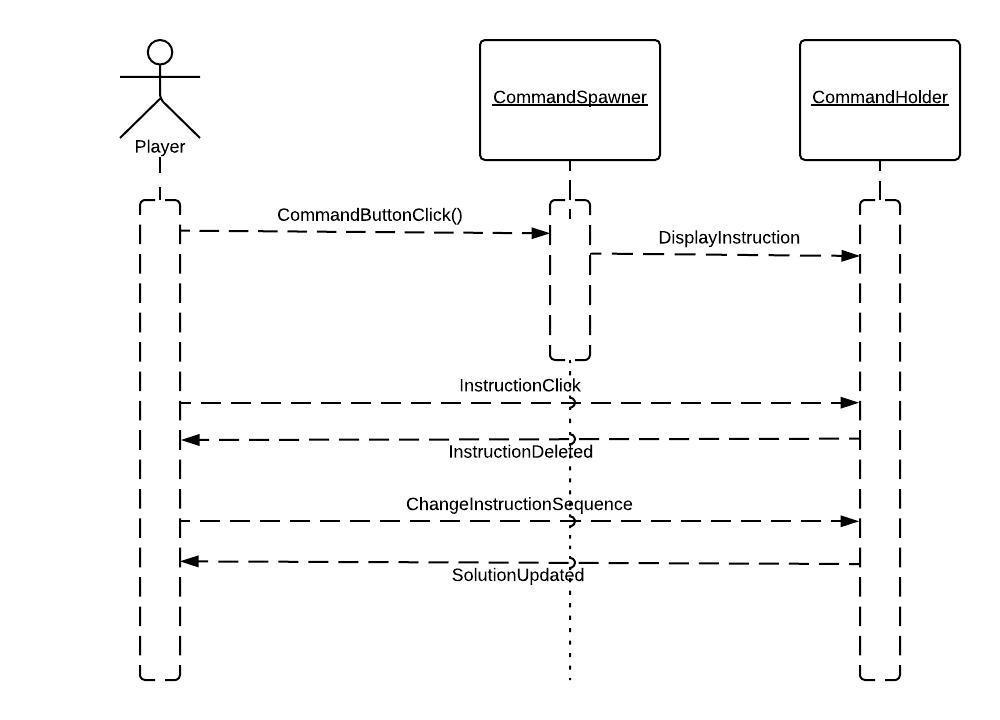 CommandSpawner
CommandHolder
Player
CommandButtonClick()
DisplayInstruction
InstructionClick
InstructionDeleted
ChangeInstructionSequence
SolutionUpdated